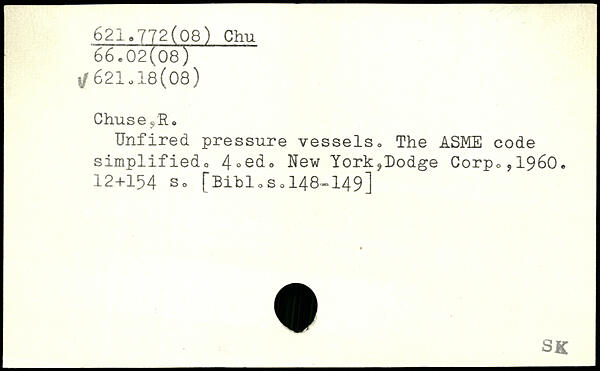 621.772(08) Chu
66.02(08)
√621.18(08)
Chuse,R.
Unfired pressure vessels. The ASME code
simplified. 4.ed. New York,Dodge Corp.,1960.
12+154 s. [Bibl.s.148-149]
SK